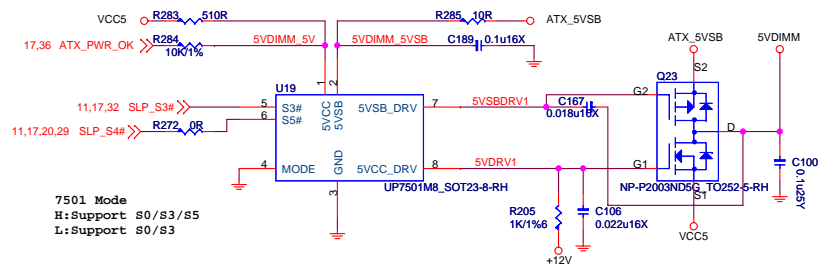 VCC5 R283 510R
R285 10R ATX_5VSB
17,36 ATX_PWR_OK R284 5VDIMM_5V 5VDIMM_5VSB
10K/1%
C189 0.1u16X
ATX_5VSB 5VDIMM
U19 1 2 Q23 S2
11,17,32 SLP_S3# 5 S3# 5VCC 5VSB 5VSB_DRV 7 5VSBDRV1 C167 G2
6 S5# 0.018u16X
11,17,20,29 SLP_S4# R272 0R
D
4 MODE GND 5VCC_DRV 8 5VDRV1 G1
3 UP7501M8_SOT23-8-RH NP-P2003ND5G_TO252-5-RH
S1
C100
0.1u25Y
7501 Mode
H:Support S0/S3/S5
L:Support S0/S3
R205
1K/1%6
C106
0.022u16X
+12V
VCC5